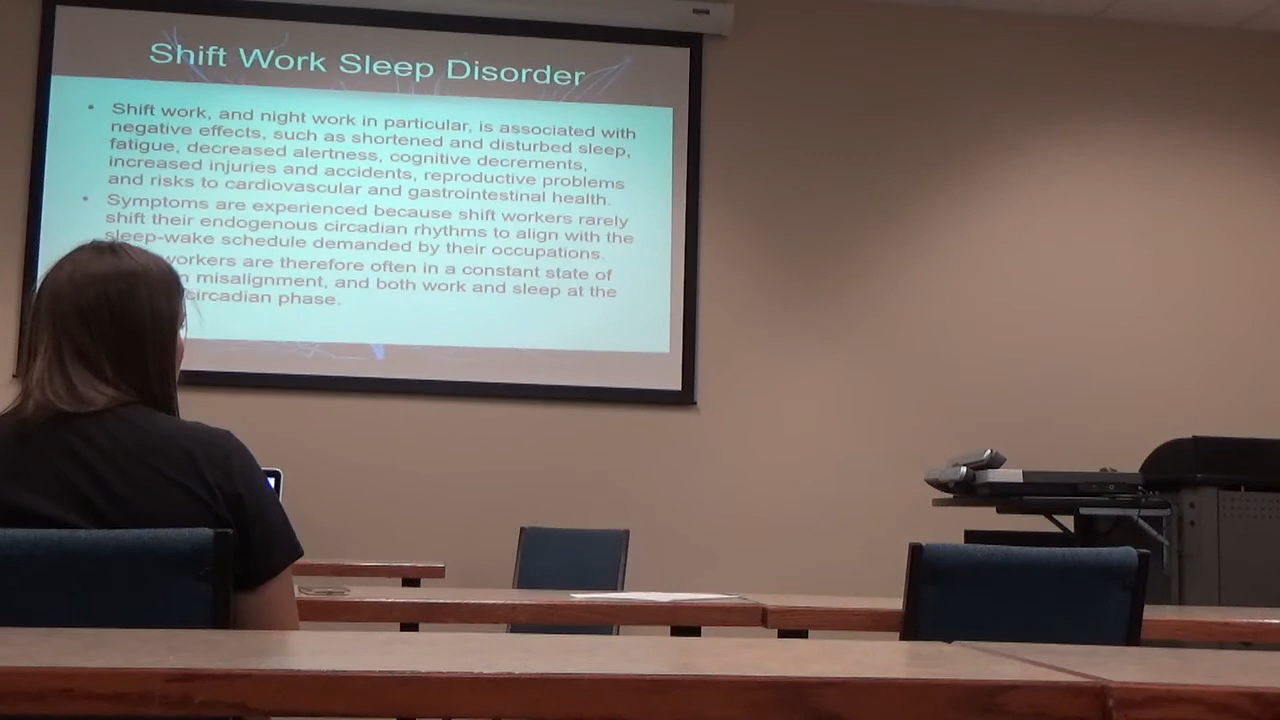 Shift Work Sleep Disorder
• Shift work, and night work in particular, is associated with
negative effects, such as shortened and disturbed sleep,
fatigue, decreased alertness, cognitive decrements,
increased injuries and accidents, reproductive problems
and risks to cardiovascular and gastrointestinal health.
• Symptoms are experienced because shift workers rarely
shift their endogenous circadian rhythms to align with the
sleep-wake schedule demanded by their occupations.
workers are therefore often in a constant state of
misalignment, and both work and sleep at the
circadian phase.